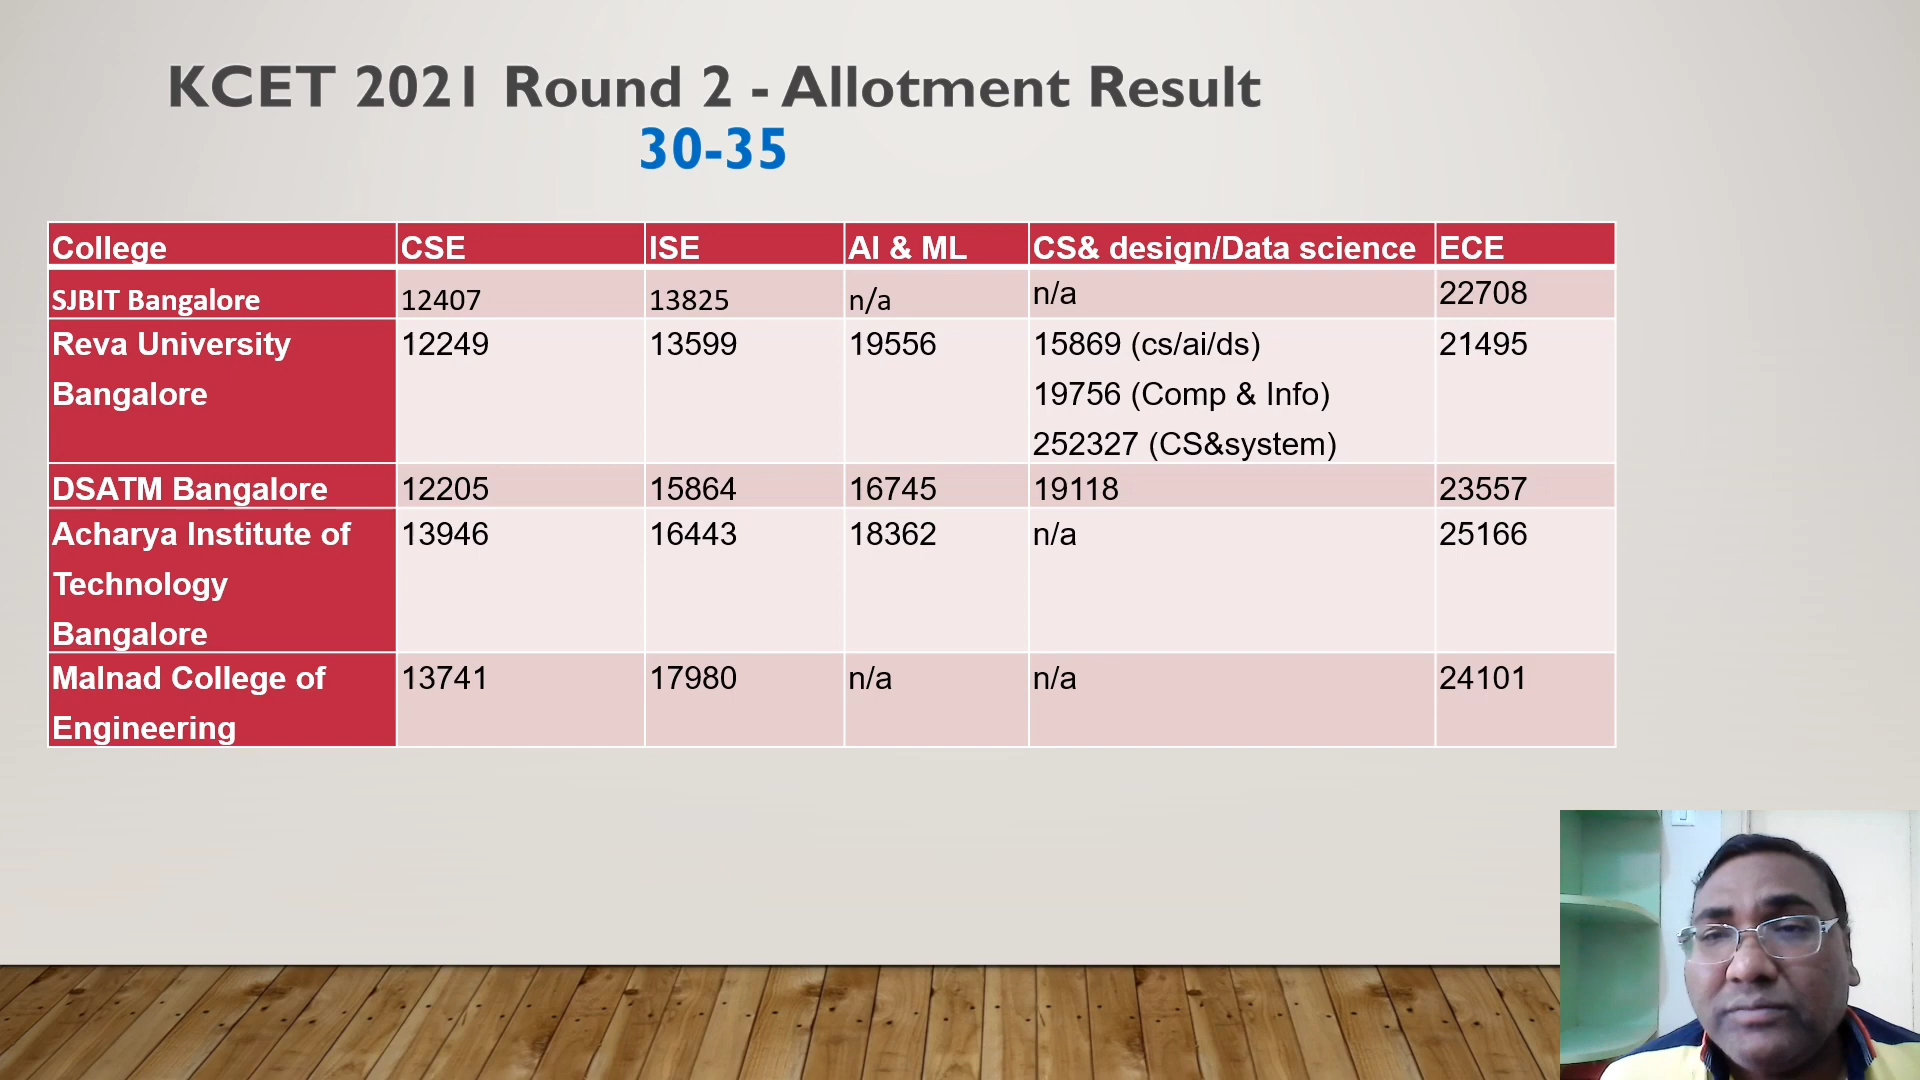 KCET 2021 Round 2 - Allotment Result
30-35
College CSE ISE AI & ML CS& design/Data science ECE
SJBIT Bangalore 12407 13825 n/a n/a 22708
Reva University 12249 13599 19556 15869 (cs/ai/ds) 21495
Bangalore 19756 (Comp & Info)
252327 (CS&system)
DSATM Bangalore 12205 15864 16745 19118 23557
Acharya Institute of 13946 16443 18362 n/a 25166
Technology
Bangalore
Malnad College of 13741 17980 n/a n/a 24101
Engineering